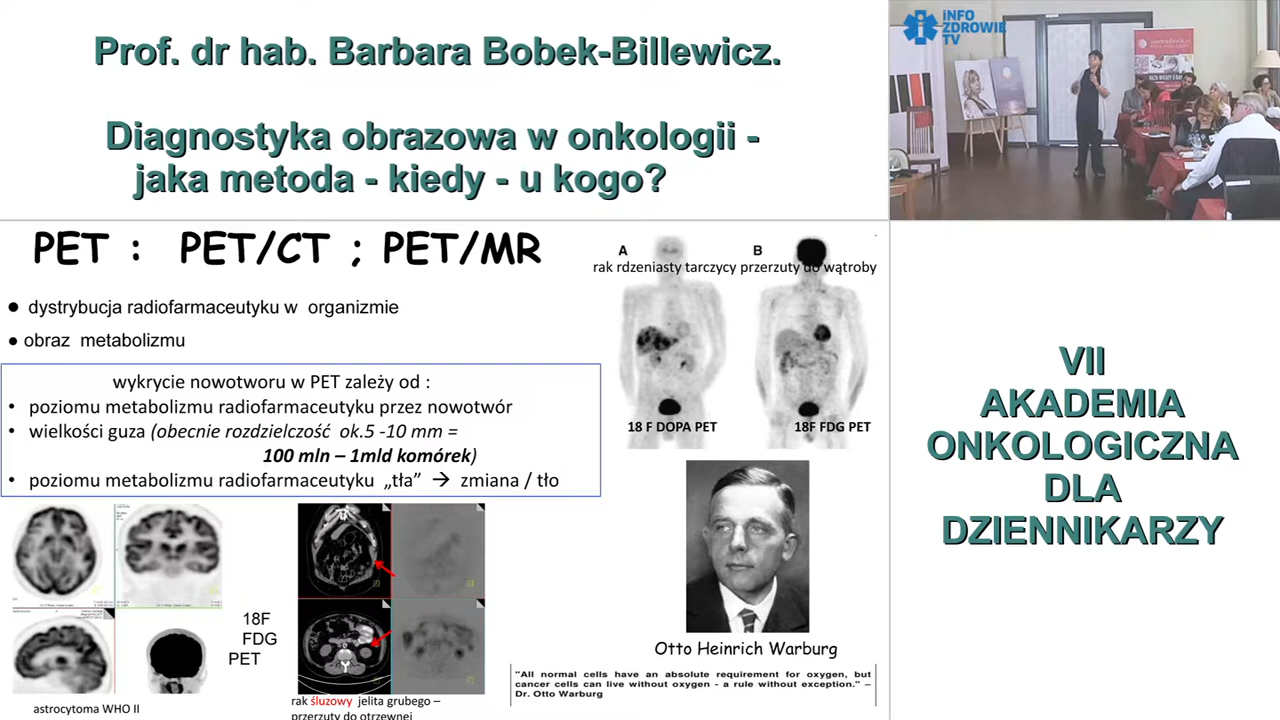 Prof. dr hab. Barbara Bobek-Billewicz.
Diagnostyka obrazowa w onkologii -
jaka metoda - kiedy - u kogo?
iNFO
ZDROWIE
TV
PET : PET/CT ; PET/MR
• dystrybucja radiofarmaceutyku w organizmie
• obraz metabolizmu
wykrycie nowotworu w PET zależy od :
• poziomu metabolizmu radiofarmaceutyku przez nowotwór
• wielkości guza (obecnie rozdzielczość ok.5 -10 mm =
100 mln – 1mld komórek)
• poziomu metabolizmu radiofarmaceutyku „tła” → zmiana / tło
A B
rak rdzeniasty tarczycy przerzuty do wątroby
18 F DOPA PET 18F FDG PET
18F
FDG
PET
astrocytoma WHO II
rak śluzowy jelita grubego –
przerzuty do otrzewnej
Otto Heinrich Warburg
"All normal cells have an absolute requirement for oxygen, but
cancer cells can live without oxygen - a rule without exception." –
Dr. Otto Warburg
VII
AKADEMIA
ONKOLOGICZNA
DLA
DZIENNIKARZY